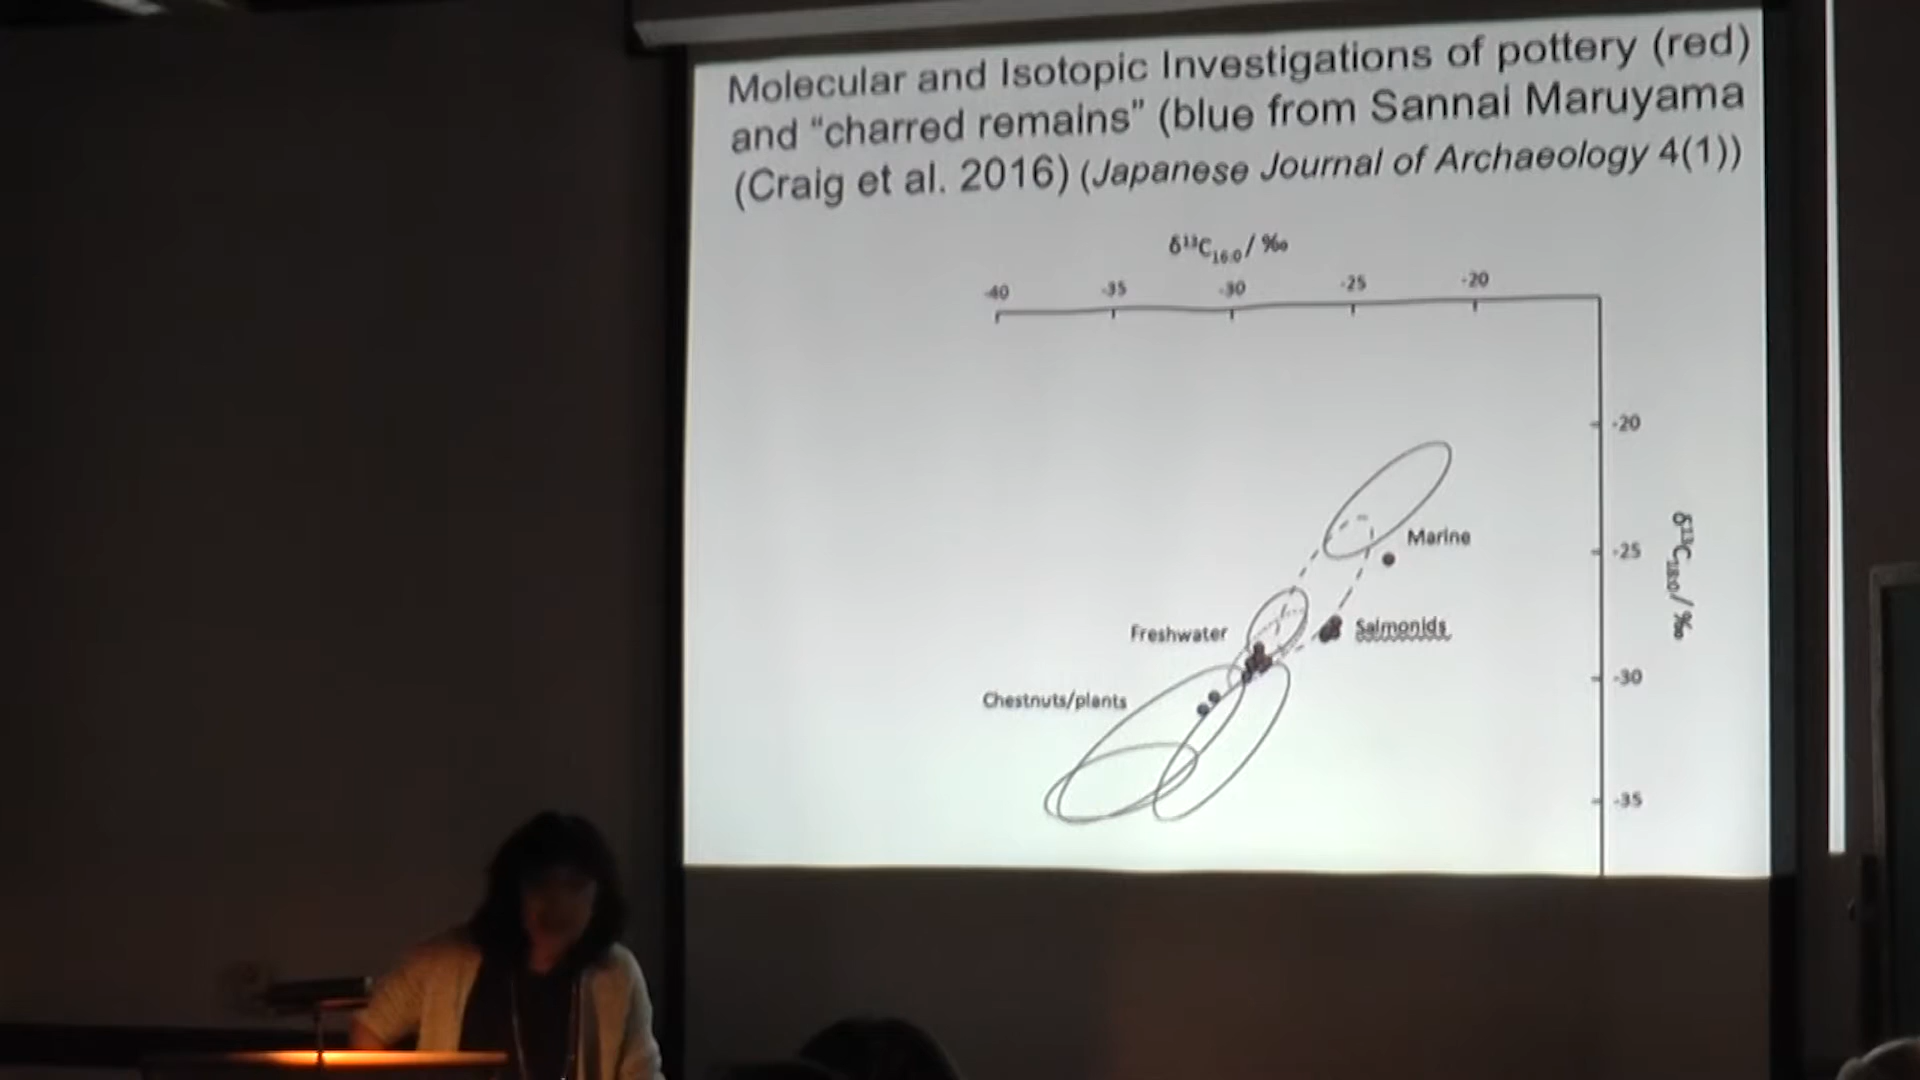 Molecular and Isotopic Investigations of pottery (red)
and “charred remains” (blue from Sannai Maruyama
(Craig et al. 2016) (Japanese Journal of Archaeology 4(1))
δ¹³C₁₆:₀/ ‰
-40 -35 -30 -25 -20
-20
Marine
-25
δ¹³C₁₈:₀/ ‰
Freshwater
Salmonids
-30
Chestnuts/plants
-35